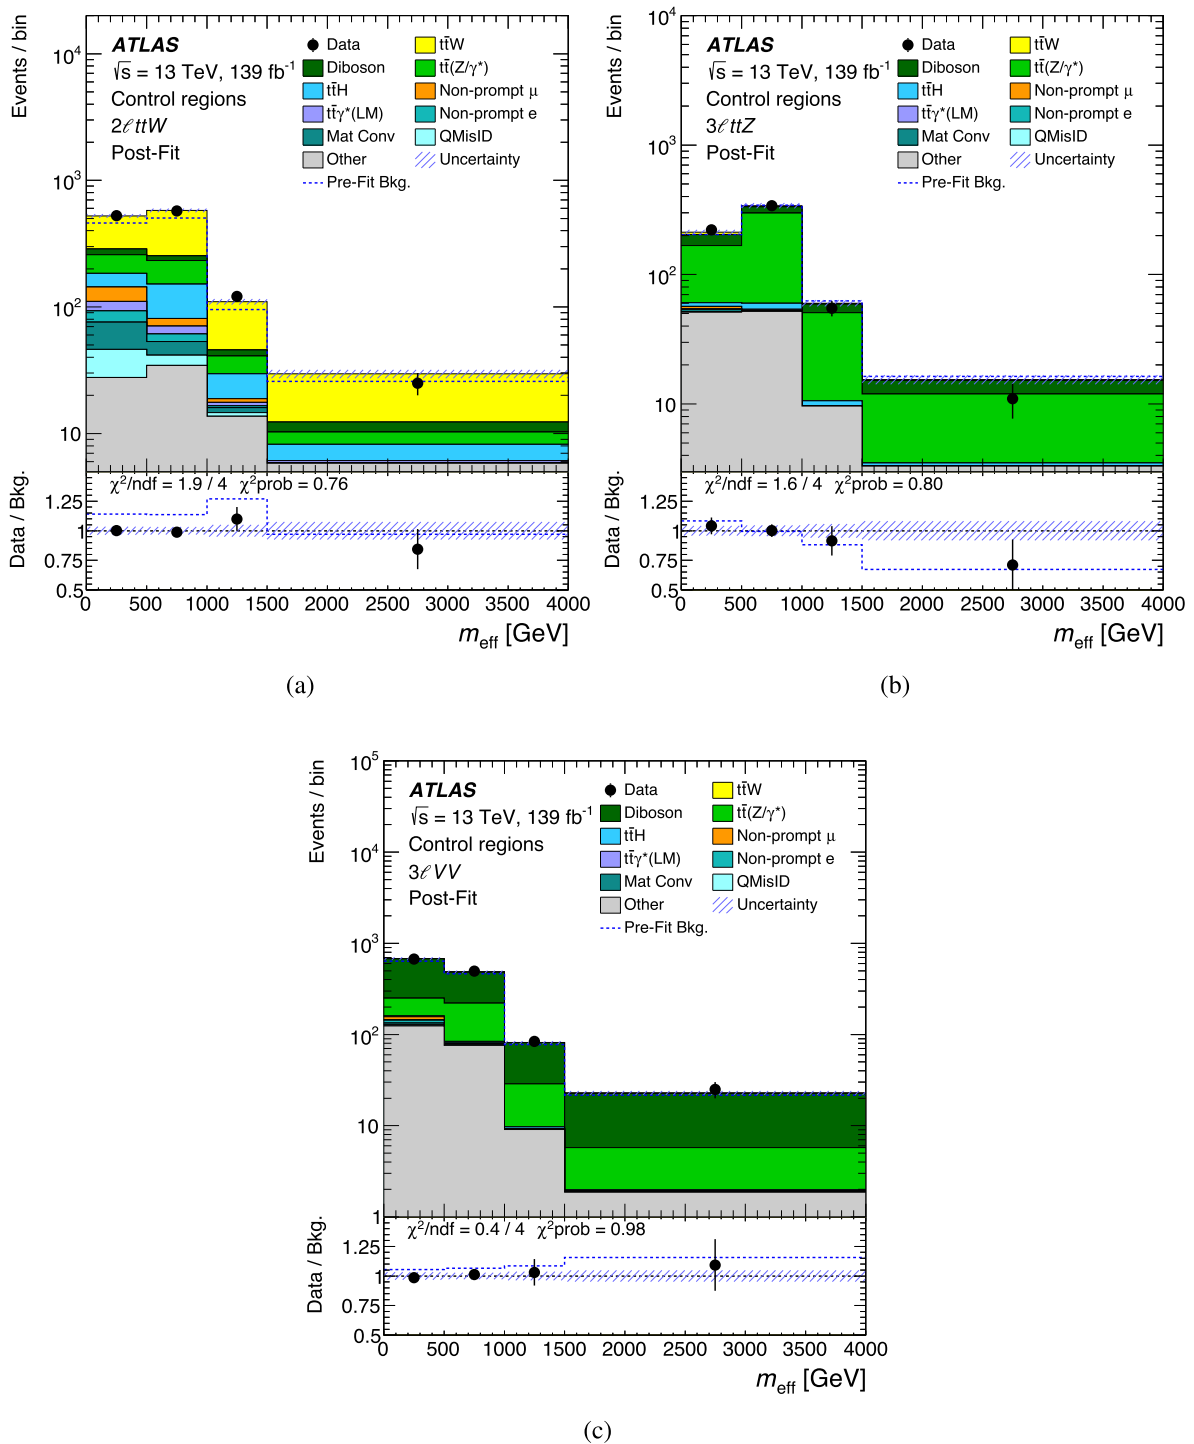 Events / bin
10⁴
10³
10²
10
ATLAS
√s = 13 TeV, 139 fb⁻¹
Control regions
2ℓttW
Post-Fit
Data
tt̄W
Diboson
tt̄(Z/γ*)
tt̄H
Non-prompt μ
tt̄γ*(LM)
Non-prompt e
Mat Conv
QMisID
Other
Uncertainty
Pre-Fit Bkg.
Data / Bkg.
χ²/ndf = 1.9 / 4 χ²prob = 0.76
1.25
1
0.75
0.5
0 500 1000 1500 2000 2500 3000 3500 4000
m_eff [GeV]
(a)
Events / bin
10⁴
10³
10²
10
ATLAS
√s = 13 TeV, 139 fb⁻¹
Control regions
3ℓttZ
Post-Fit
Data
tt̄W
Diboson
tt̄(Z/γ*)
tt̄H
Non-prompt μ
tt̄γ*(LM)
Non-prompt e
Mat Conv
QMisID
Other
Uncertainty
Pre-Fit Bkg.
Data / Bkg.
χ²/ndf = 1.6 / 4 χ²prob = 0.80
1.25
1
0.75
0.5
0 500 1000 1500 2000 2500 3000 3500 4000
m_eff [GeV]
(b)
Events / bin
10⁵
10⁴
10³
10²
10
1
ATLAS
√s = 13 TeV, 139 fb⁻¹
Control regions
3ℓVV
Post-Fit
Data
tt̄W
Diboson
tt̄(Z/γ*)
tt̄H
Non-prompt μ
tt̄γ*(LM)
Non-prompt e
Mat Conv
QMisID
Other
Uncertainty
Pre-Fit Bkg.
Data / Bkg.
χ²/ndf = 0.4 / 4 χ²prob = 0.98
1.25
1
0.75
0.5
0 500 1000 1500 2000 2500 3000 3500 4000
m_eff [GeV]
(c)